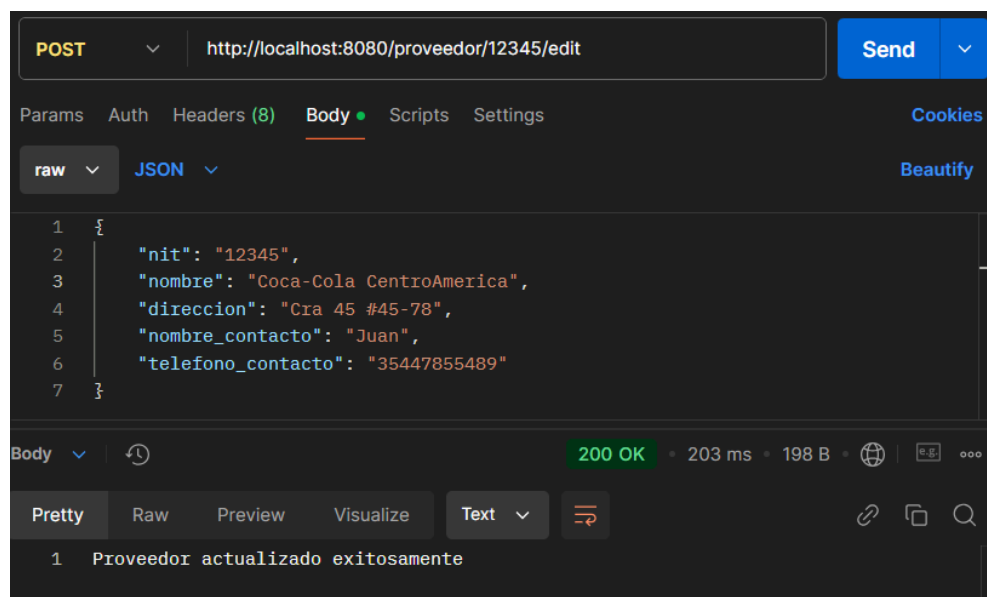 POST http://localhost:8080/proveedor/12345/edit Send
Params Auth Headers (8) Body Scripts Settings Cookies
raw JSON Beautify
1 {
2 "nit": "12345",
3 "nombre": "Coca-Cola CentroAmerica",
4 "direccion": "Cra 45 #45-78",
5 "nombre_contacto": "Juan",
6 "telefono_contacto": "35447855489"
7 }
Body 200 OK • 203 ms • 198 B • e.g. ooo
Pretty Raw Preview Visualize Text
1 Proveedor actualizado exitosamente